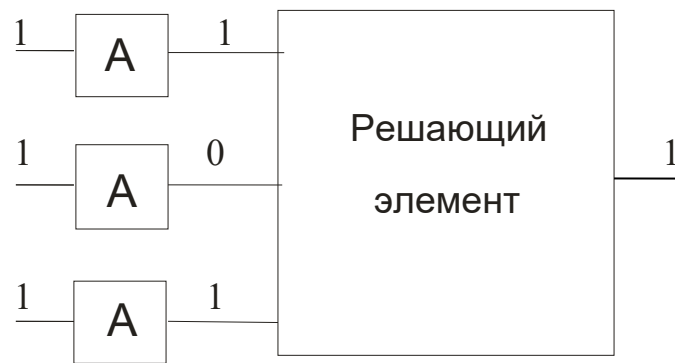 1 А 1
Решающий
1 А 0 1
элемент
1 А 1